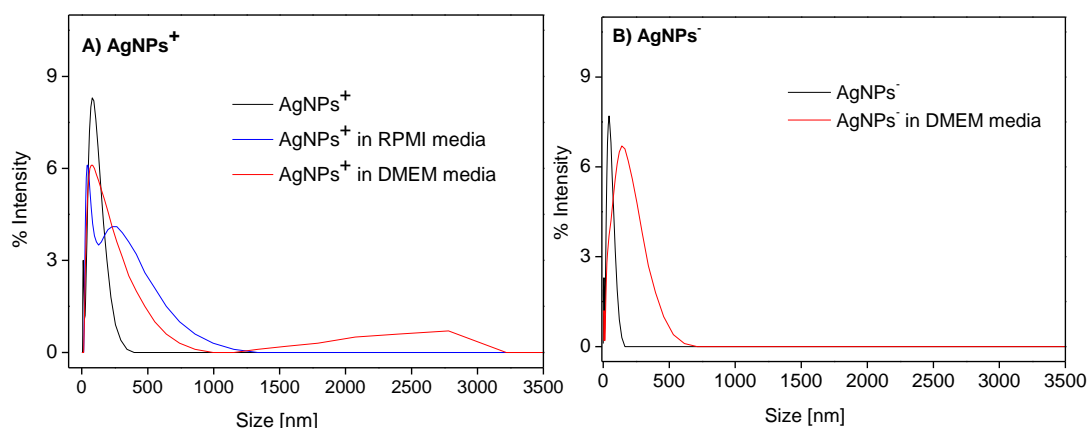 A) AgNPs⁺
AgNPs⁺
AgNPs⁺ in RPMI media
AgNPs⁺ in DMEM media
% Intensity
9
6
3
0
0
500
1000
1500
2000
2500
3000
3500
Size [nm]
B) AgNPs⁻
AgNPs⁻
AgNPs⁻ in DMEM media
% Intensity
9
6
3
0
0
500
1000
1500
2000
2500
3000
3500
Size [nm]